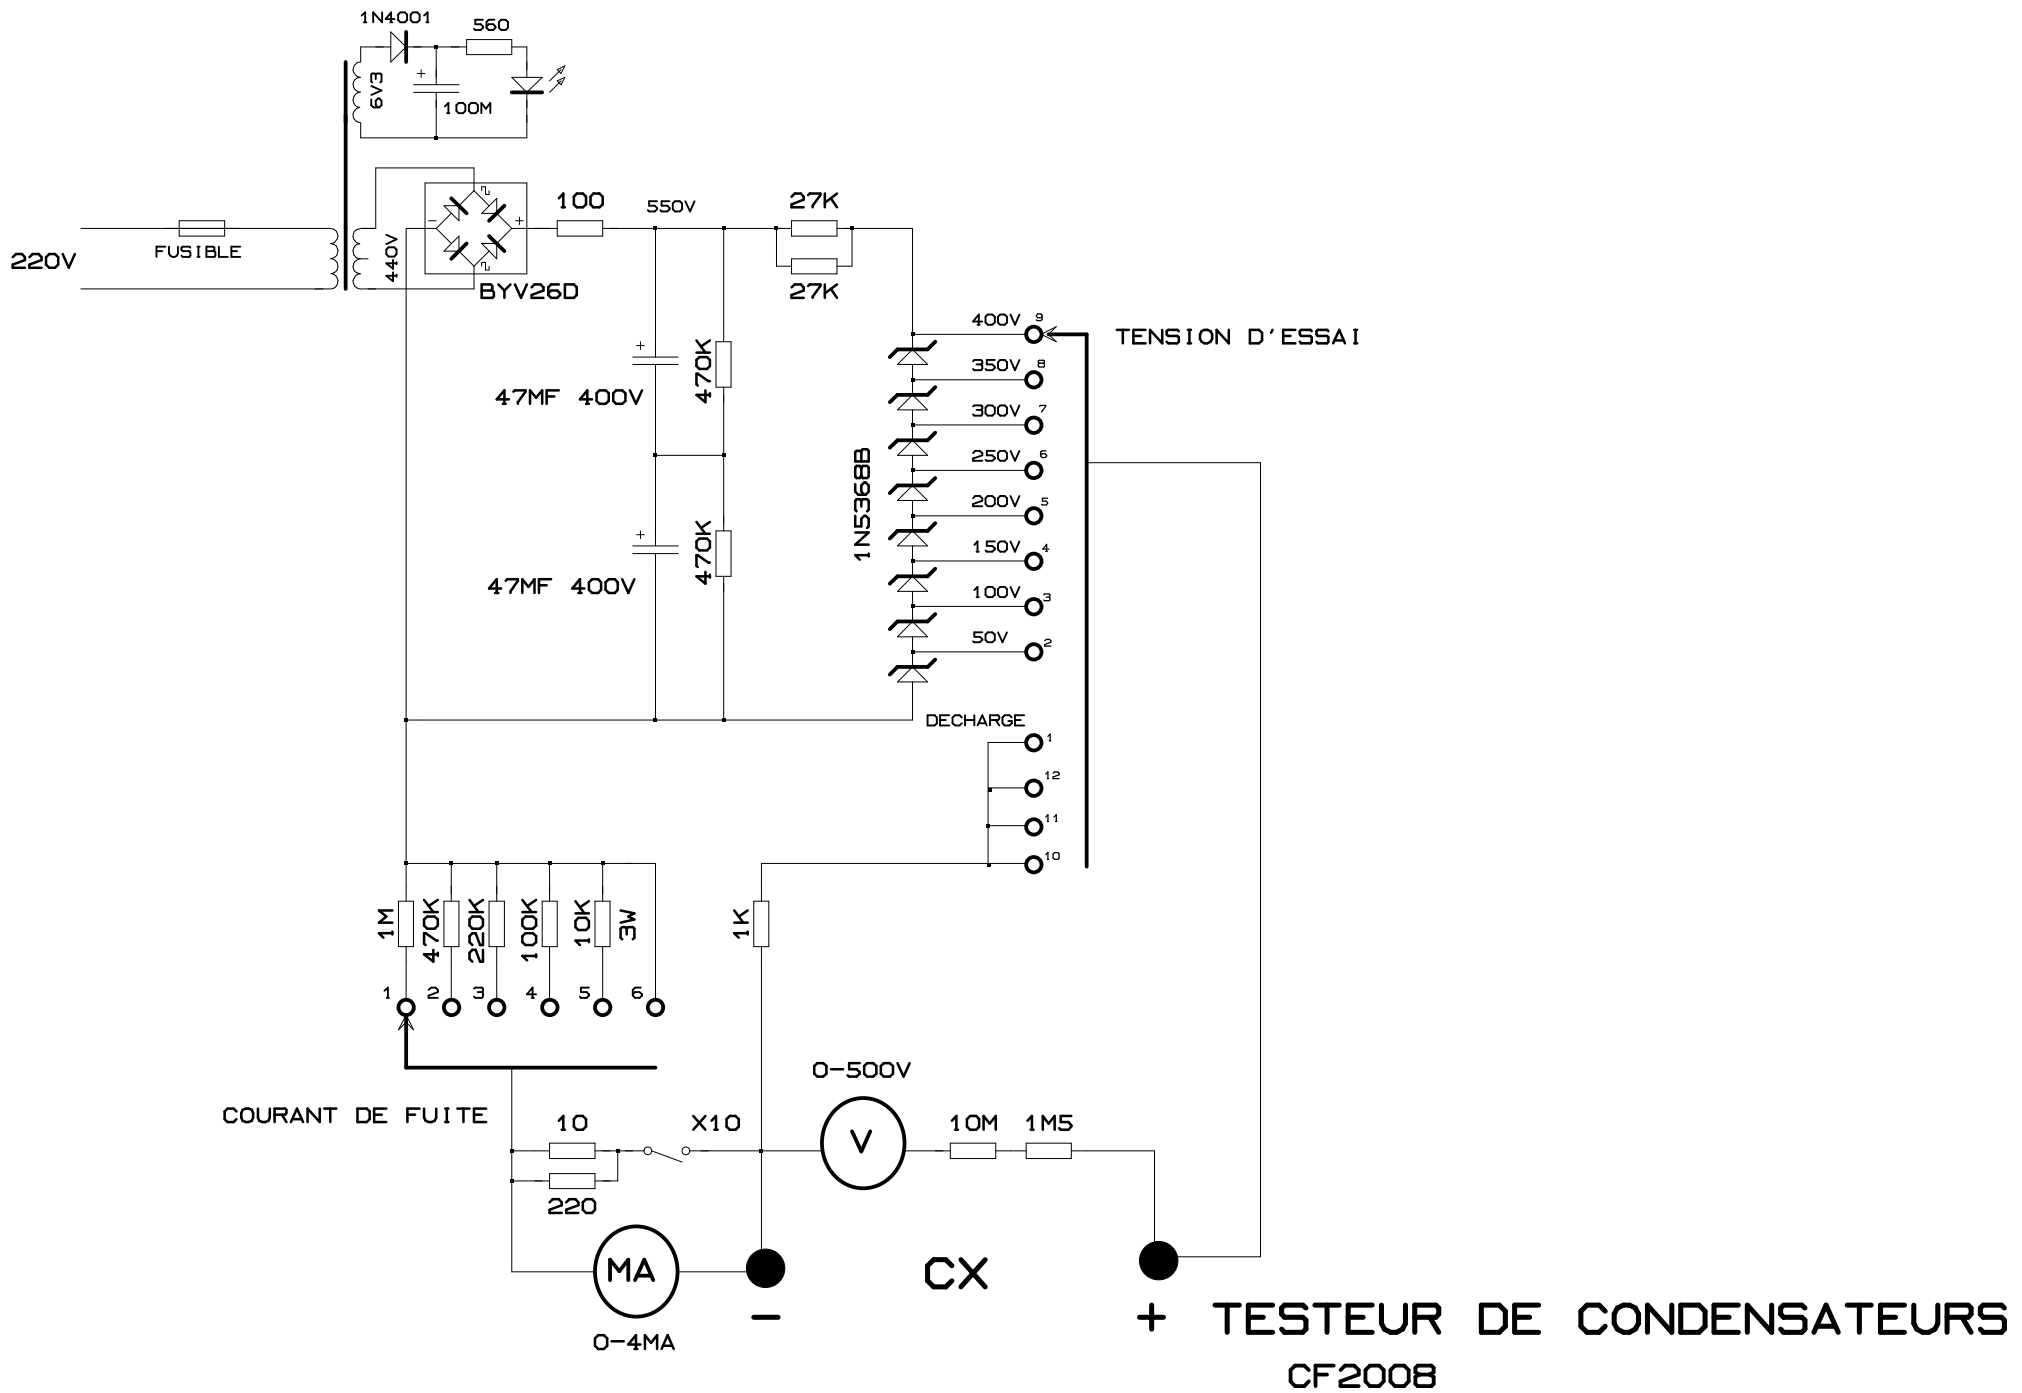 1N4001
560
+
6V3
100M
100
550V
27K
220V
FUSIBLE
440V
-
+
BYV26D
27K
400V 9
TENSION D'ESSAI
+
47MF 400V
470K
350V 8
300V 7
1N5368B
250V 6
200V 5
+
47MF 400V
470K
150V 4
100V 3
50V 2
DECHARGE
1
12
11
10
1M
470K
220K
100K
10K
3W
1K
1
2
3
4
5
6
0-500V
COURANT DE FUITE
10
X10
V
10M
1M5
220
MA
CX
-
+
0-4MA
TESTEUR DE CONDENSATEURS
CF2008